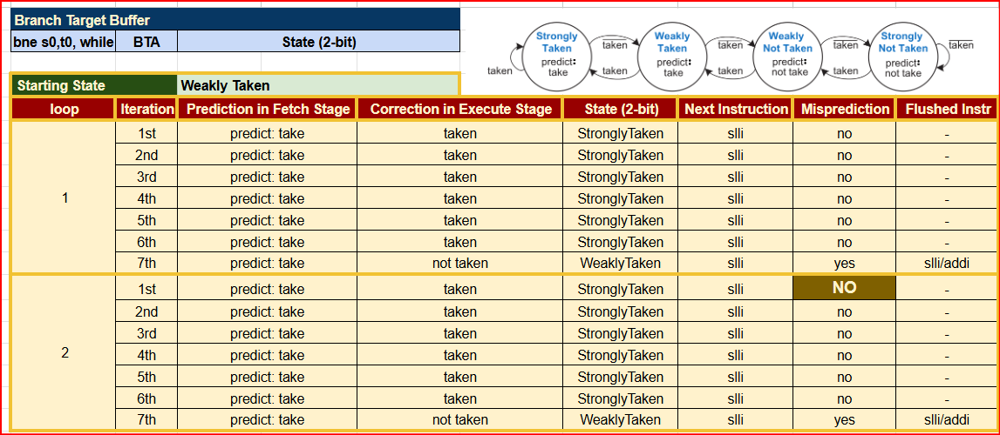 Branch Target Buffer
bne s0,t0, while BTA State (2-bit)
Strongly Taken predict: take
Weakly Taken predict: take
Weakly Not Taken predict: not take
Strongly Not Taken predict: not take
taken taken taken taken taken
taken taken taken
Starting State Weakly Taken
loop Iteration Prediction in Fetch Stage Correction in Execute Stage State (2-bit) Next Instruction Misprediction Flushed Instr
1
1st predict: take taken StronglyTaken slli no -
2nd predict: take taken StronglyTaken slli no -
3rd predict: take taken StronglyTaken slli no -
4th predict: take taken StronglyTaken slli no -
5th predict: take taken StronglyTaken slli no -
6th predict: take taken StronglyTaken slli no -
7th predict: take not taken WeaklyTaken slli yes slli/addi
2
1st predict: take taken StronglyTaken slli NO -
2nd predict: take taken StronglyTaken slli no -
3rd predict: take taken StronglyTaken slli no -
4th predict: take taken StronglyTaken slli no -
5th predict: take taken StronglyTaken slli no -
6th predict: take taken StronglyTaken slli no -
7th predict: take not taken WeaklyTaken slli yes slli/addi